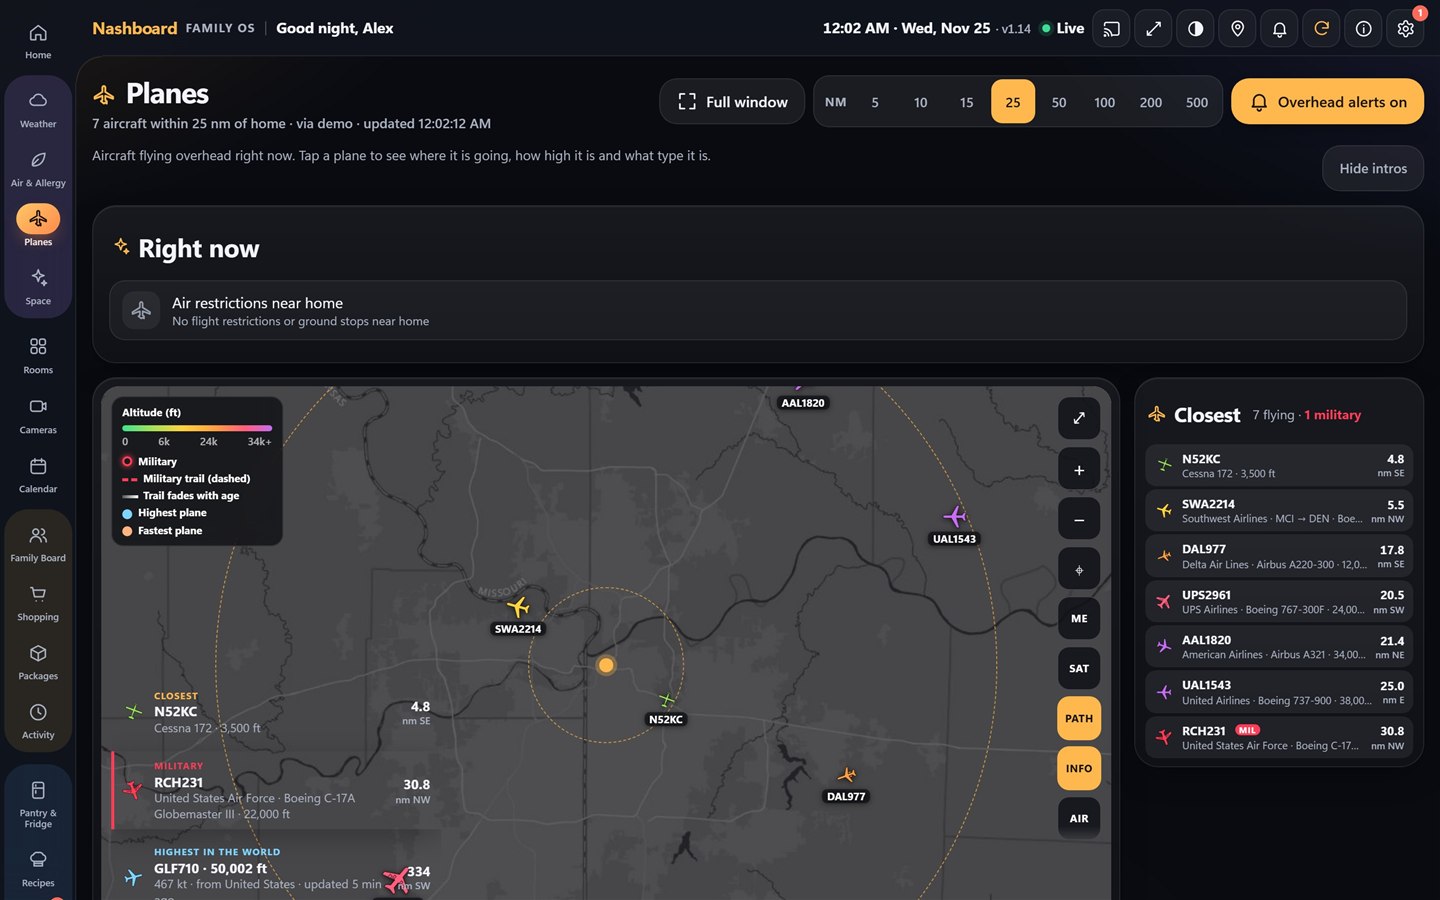 Nashboard FAMILY OS Good night, Alex
12:02 AM · Wed, Nov 25 · v1.14 Live
1
Home
Weather
Air & Allergy
Planes
Space
Rooms
Cameras
Calendar
Family Board
Shopping
Packages
Activity
Pantry &
Fridge
Recipes
Planes
7 aircraft within 25 nm of home · via demo · updated 12:02:12 AM
Full window
NM 5 10 15 25 50 100 200 500
Overhead alerts on
Aircraft flying overhead right now. Tap a plane to see where it is going, how high it is and what type it is.
Hide intros
Right now
Air restrictions near home
No flight restrictions or ground stops near home
Altitude (ft)
0 6k 24k 34k+
Military
Military trail (dashed)
Trail fades with age
Highest plane
Fastest plane
AAL1820
UAL1543
MISSOURI
SWA2214
N52KC
DAL977
ME
SAT
PATH
INFO
AIR
CLOSEST
N52KC 4.8
Cessna 172 · 3,500 ft nm SE
MILITARY
RCH231 30.8
United States Air Force · Boeing C-17A nm NW
Globemaster III · 22,000 ft
HIGHEST IN THE WORLD
GLF710 · 50,002 ft 334
467 kt · from United States · updated 5 min nm SW
Closest 7 flying · 1 military
N52KC 4.8
Cessna 172 · 3,500 ft nm SE
SWA2214 5.5
Southwest Airlines · MCI → DEN · Boe... nm NW
DAL977 17.8
Delta Air Lines · Airbus A220-300 · 12,0... nm SE
UPS2961 20.5
UPS Airlines · Boeing 767-300F · 24,00... nm SW
AAL1820 21.4
American Airlines · Airbus A321 · 34,00... nm NE
UAL1543 25.0
United Airlines · Boeing 737-900 · 38,00... nm E
RCH231 MIL 30.8
United States Air Force · Boeing C-17... nm NW